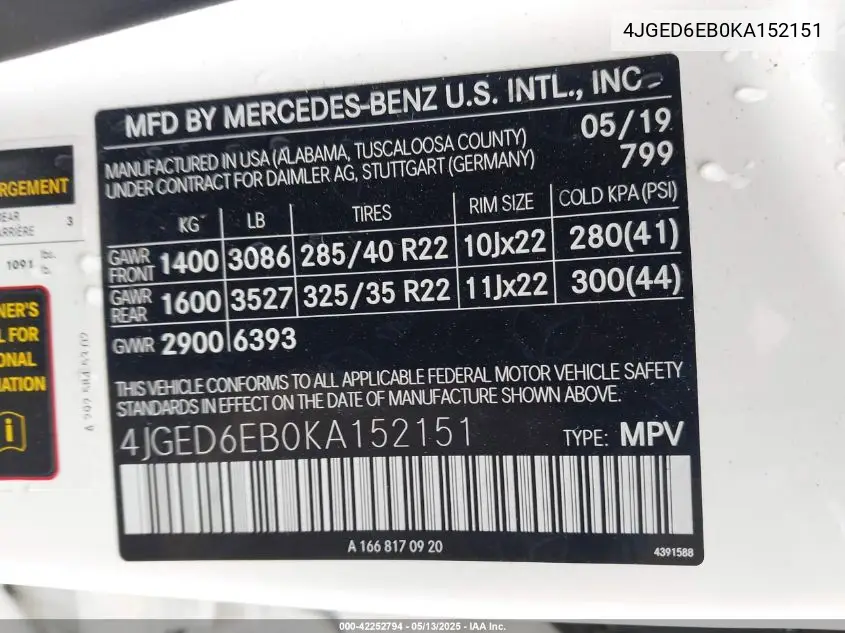 4JGED6EB0KA152151
MFD BY MERCEDES-BENZ U.S. INTL., INC
05/19
MANUFACTURED IN USA (ALABAMA, TUSCALOOSA COUNTY)
UNDER CONTRACT FOR DAIMLER AG, STUTTGART (GERMANY)
799
KG LB TIRES RIM SIZE COLD KPA (PSI)
GAWR FRONT 1400 3086 285/40 R22 10Jx22 280(41)
GAWR REAR 1600 3527 325/35 R22 11Jx22 300(44)
GVWR 2900 6393
THIS VEHICLE CONFORMS TO ALL APPLICABLE FEDERAL MOTOR VEHICLE SAFETY
STANDARDS IN EFFECT ON THE DATE OF MANUFACTURE SHOWN ABOVE.
4JGED6EB0KA152151 TYPE: MPV
A 166 817 09 20
4391588
RGEMENT
EAR 3
ARRIÈRE
1091 lbs.
lb.
NER'S
L FOR
ONAL
MATION
000-42252794 - 05/13/2025 - IAA Inc.